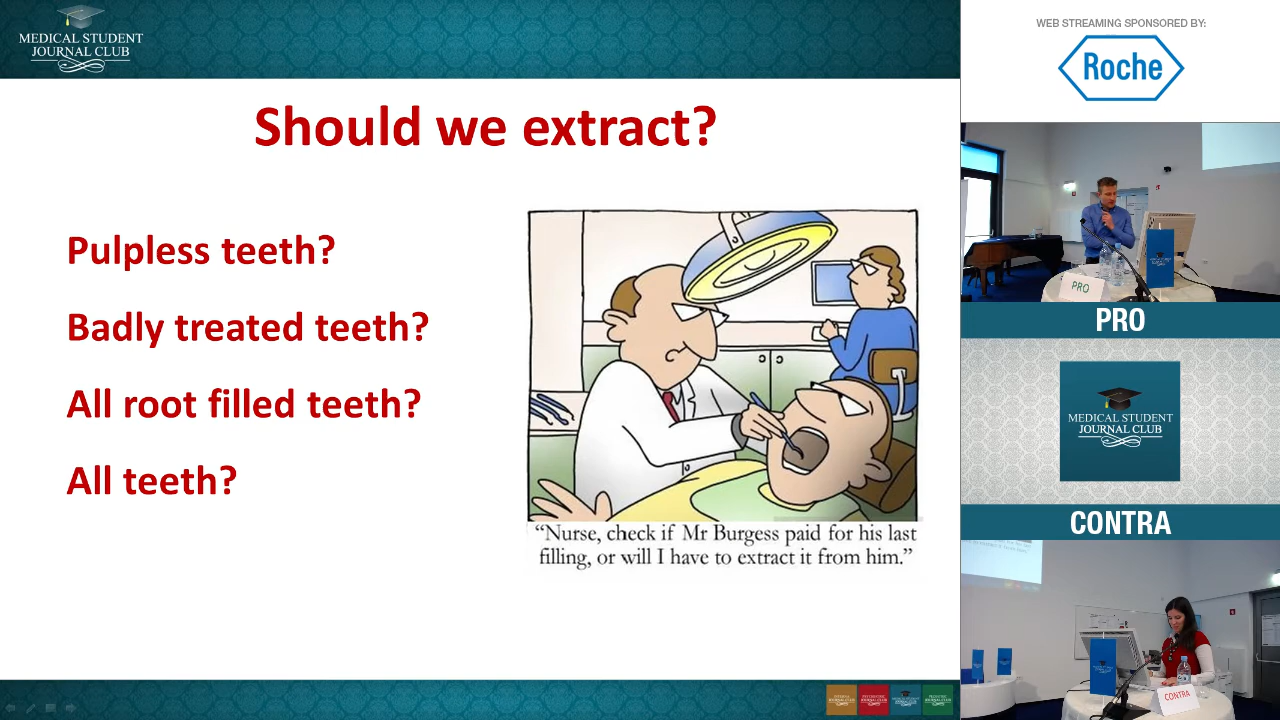 MEDICAL STUDENT
JOURNAL CLUB
Should we extract?
Pulpless teeth?
Badly treated teeth?
All root filled teeth?
All teeth?
“Nurse, check if Mr Burgess paid for his last
filling, or will I have to extract it from him.”
WEB STREAMING SPONSORED BY:
Roche
PRO
PRO
MEDICAL STUDENT
JOURNAL CLUB
CONTRA
CONTRA